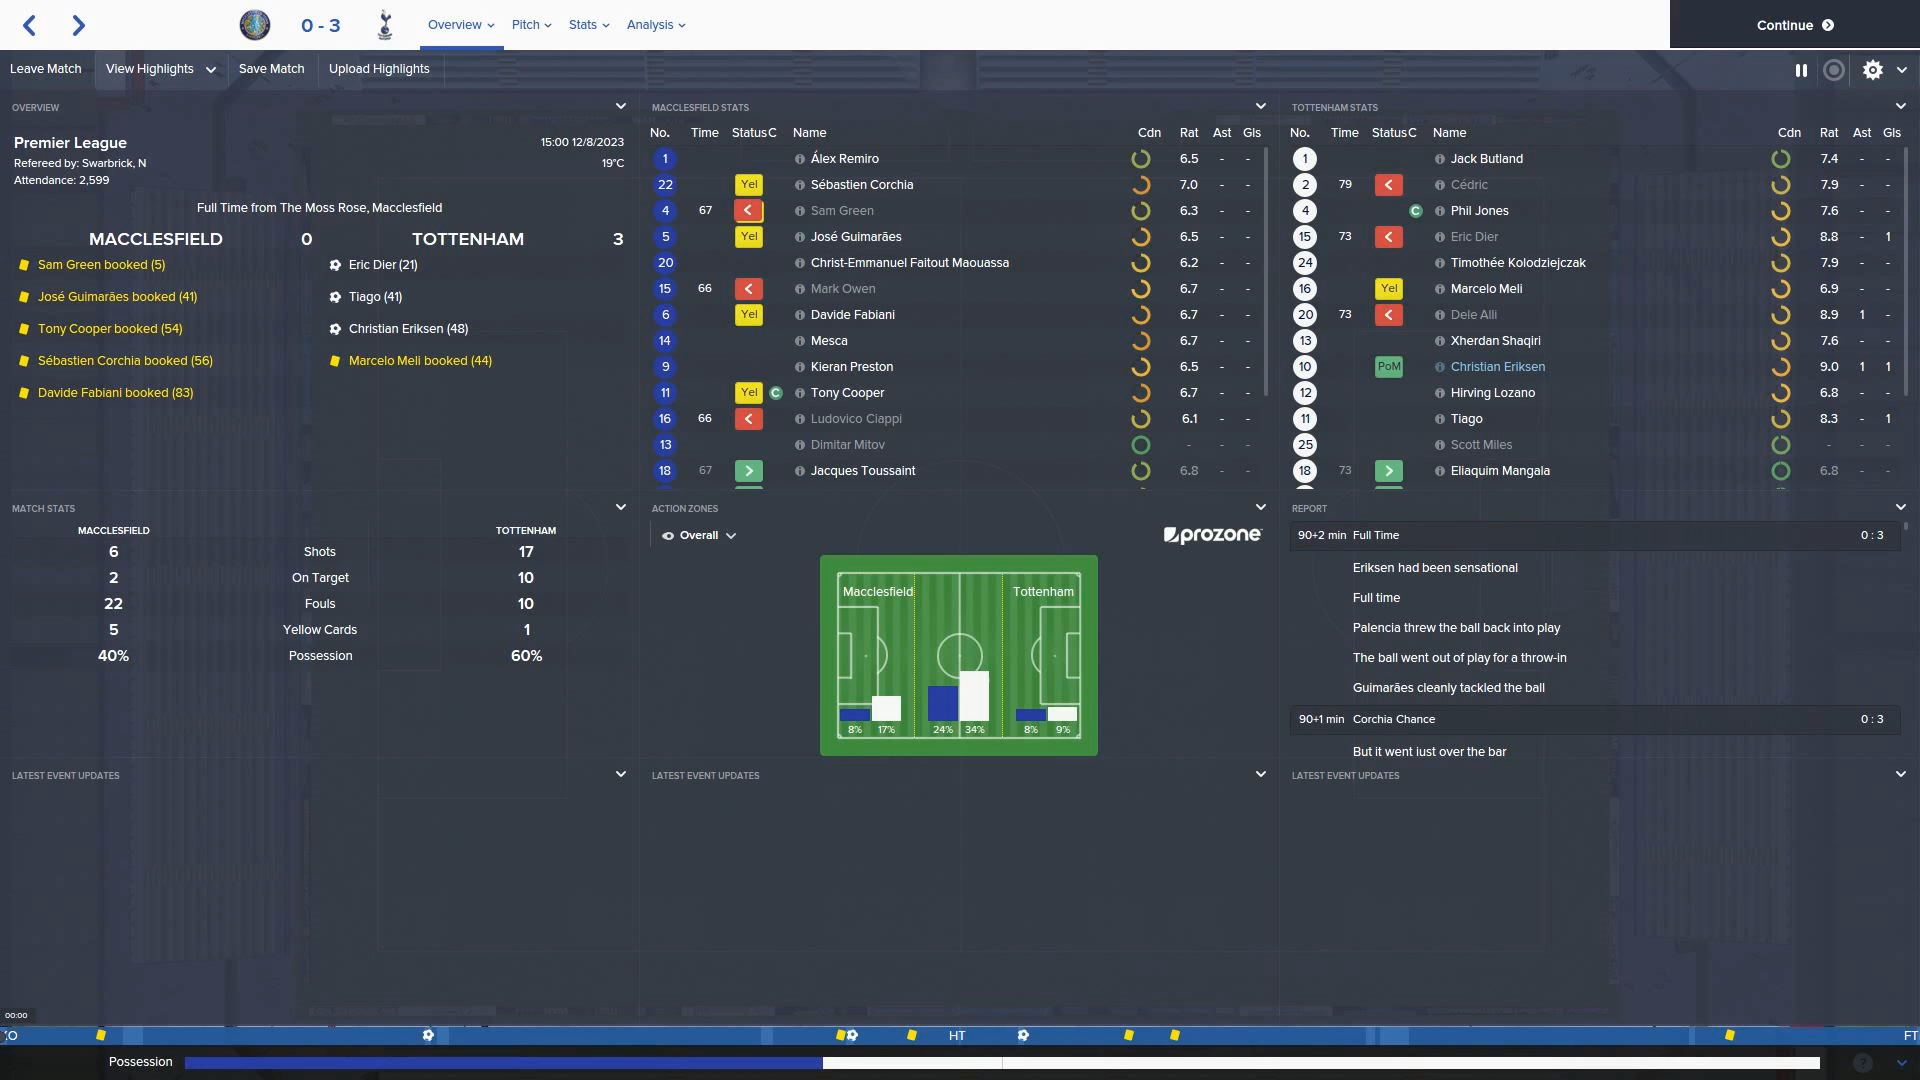 0 - 3
Overview
Pitch
Stats
Analysis
Continue
Leave Match
View Highlights
Save Match
Upload Highlights
OVERVIEW
Premier League
15:00 12/8/2023
Refereed by: Swarbrick, N
19°C
Attendance: 2,599
Full Time from The Moss Rose, Macclesfield
MACCLESFIELD 0 TOTTENHAM 3
Sam Green booked (5) Eric Dier (21)
José Guimarães booked (41) Tiago (41)
Tony Cooper booked (54) Christian Eriksen (48)
Sébastien Corchia booked (56) Marcelo Meli booked (44)
Davide Fabiani booked (83)
MACCLESFIELD STATS
No. Time Status C Name Cdn Rat Ast Gls
1 Álex Remiro 6.5 - -
22 Yel Sébastien Corchia 7.0 - -
4 67 Sam Green 6.3 - -
5 Yel José Guimarães 6.5 - -
20 Christ-Emmanuel Faitout Maouassa 6.2 - -
15 66 Mark Owen 6.7 - -
6 Yel Davide Fabiani 6.7 - -
14 Mesca 6.7 - -
9 Kieran Preston 6.5 - -
11 Yel C Tony Cooper 6.7 - -
16 66 Ludovico Ciappi 6.1 - -
13 Dimitar Mitov - - -
18 67 Jacques Toussaint 6.8 - -
TOTTENHAM STATS
No. Time Status C Name Cdn Rat Ast Gls
1 Jack Butland 7.4 - -
2 79 Cédric 7.9 - -
4 C Phil Jones 7.6 - -
15 73 Eric Dier 8.8 - 1
24 Timothée Kolodziejczak 7.9 - -
16 Yel Marcelo Meli 6.9 - -
20 73 Dele Alli 8.9 1 -
13 Xherdan Shaqiri 7.6 - -
10 PoM Christian Eriksen 9.0 1 1
12 Hirving Lozano 6.8 - -
11 Tiago 8.3 - 1
25 Scott Miles - - -
18 73 Eliaquim Mangala 6.8 - -
MATCH STATS
MACCLESFIELD TOTTENHAM
6 Shots 17
2 On Target 10
22 Fouls 10
5 Yellow Cards 1
40% Possession 60%
ACTION ZONES
Overall
prozone
Macclesfield Tottenham
8% 17% 24% 34% 8% 9%
REPORT
90+2 min Full Time 0 : 3
Eriksen had been sensational
Full time
Palencia threw the ball back into play
The ball went out of play for a throw-in
Guimarães cleanly tackled the ball
90+1 min Corchia Chance 0 : 3
But it went just over the bar
LATEST EVENT UPDATES
LATEST EVENT UPDATES
LATEST EVENT UPDATES
00:00
HT
FT
Possession